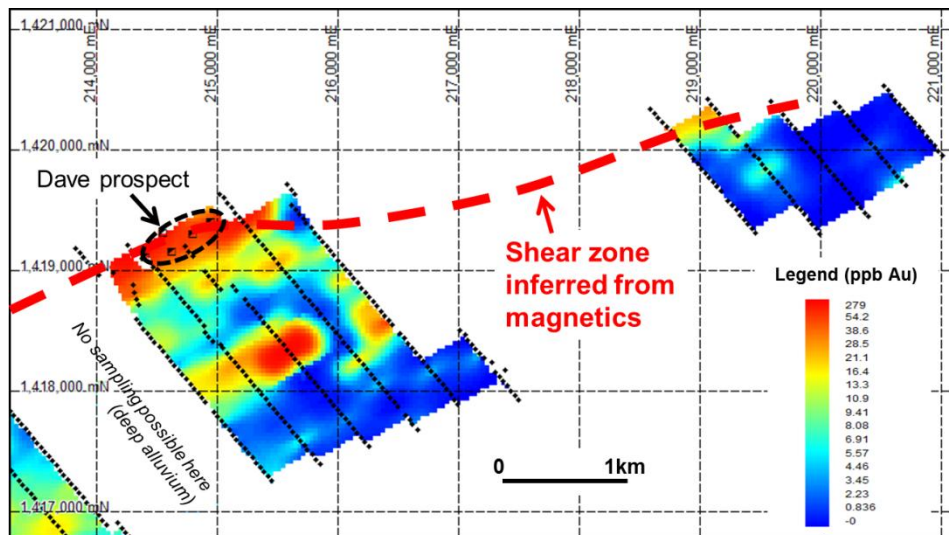 1,421,000 mN
214,000 mE
215,000 mE
216,000 mE
217,000 mE
218,000 mE
219,000 mE
220,000 mE
221,000 mE
1,420,000 mN
Dave prospect
1,419,000 mN
Shear zone
inferred from
magnetics
Legend (ppb Au)
279
54.2
28.6
21.1
16.4
13.3
9.41
8.08
6.91
5.57
4.46
3.45
2.23
0.836
-0
No sampling possible here
(deep alluvium)
1,418,000 mN
0 1km
1,417,000 mN